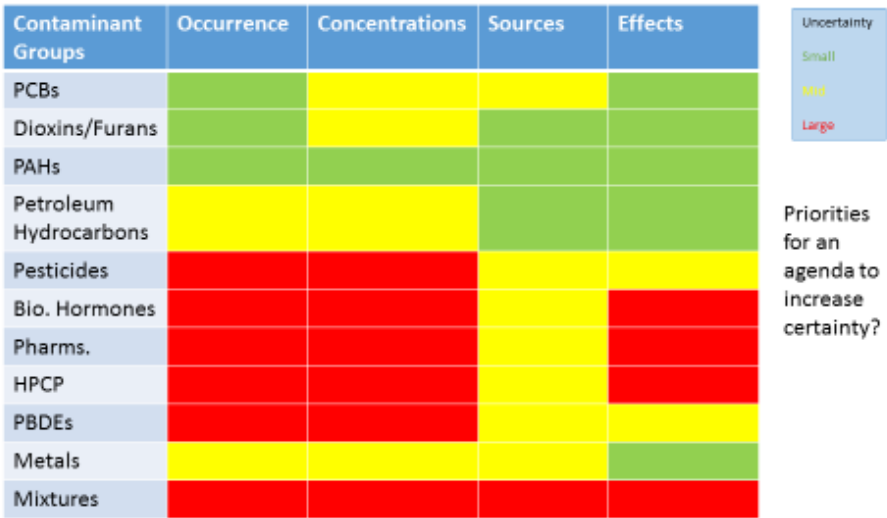 Contaminant Groups Occurrence Concentrations Sources Effects
PCBs
Dioxins/Furans
PAHs
Petroleum
Hydrocarbons
Pesticides
Bio. Hormones
Pharms.
HPCP
PBDEs
Metals
Mixtures
Uncertainty
Small
Mid
Large
Priorities
for an
agenda to
increase
certainty?